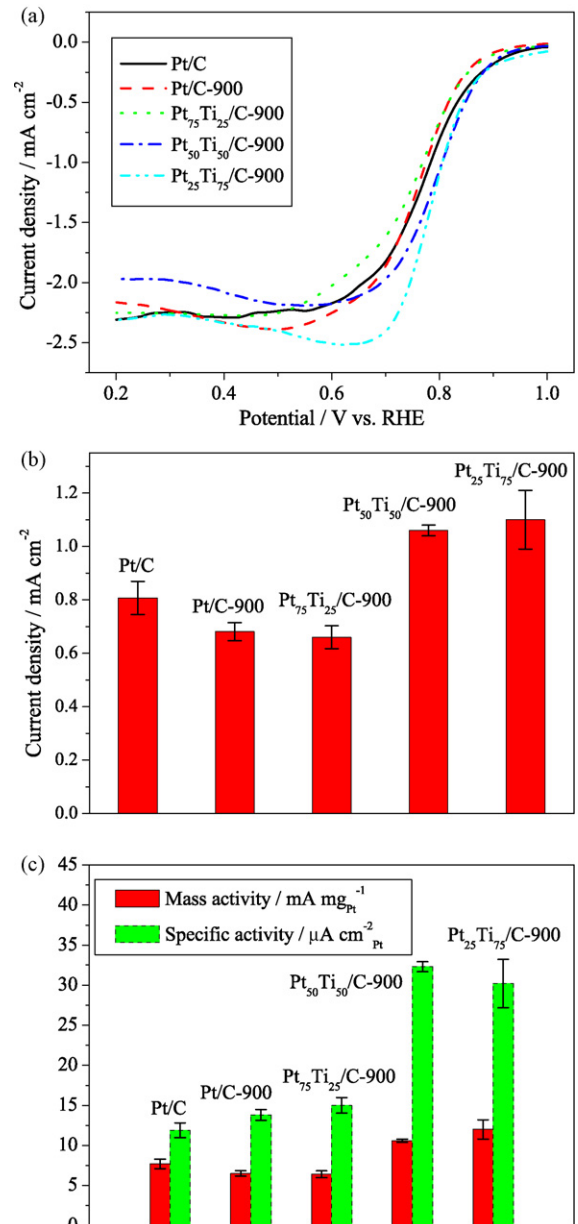 (a)
0.0
-0.5
-1.0
-1.5
-2.0
-2.5
Current density / mA cm⁻²
Pt/C
Pt/C-900
Pt₇₅Ti₂₅/C-900
Pt₅₀Ti₅₀/C-900
Pt₂₅Ti₇₅/C-900
0.2 0.4 0.6 0.8 1.0
Potential / V vs. RHE
(b)
1.2
1.0
0.8
0.6
0.4
0.2
0.0
Current density / mA cm⁻²
Pt/C
Pt/C-900
Pt₇₅Ti₂₅/C-900
Pt₅₀Ti₅₀/C-900
Pt₂₅Ti₇₅/C-900
(c)
45
40
35
30
25
20
15
10
5
0
Mass activity / mA mg_Pt⁻¹
Specific activity / μA cm⁻²_Pt
Pt/C
Pt/C-900
Pt₇₅Ti₂₅/C-900
Pt₅₀Ti₅₀/C-900
Pt₂₅Ti₇₅/C-900